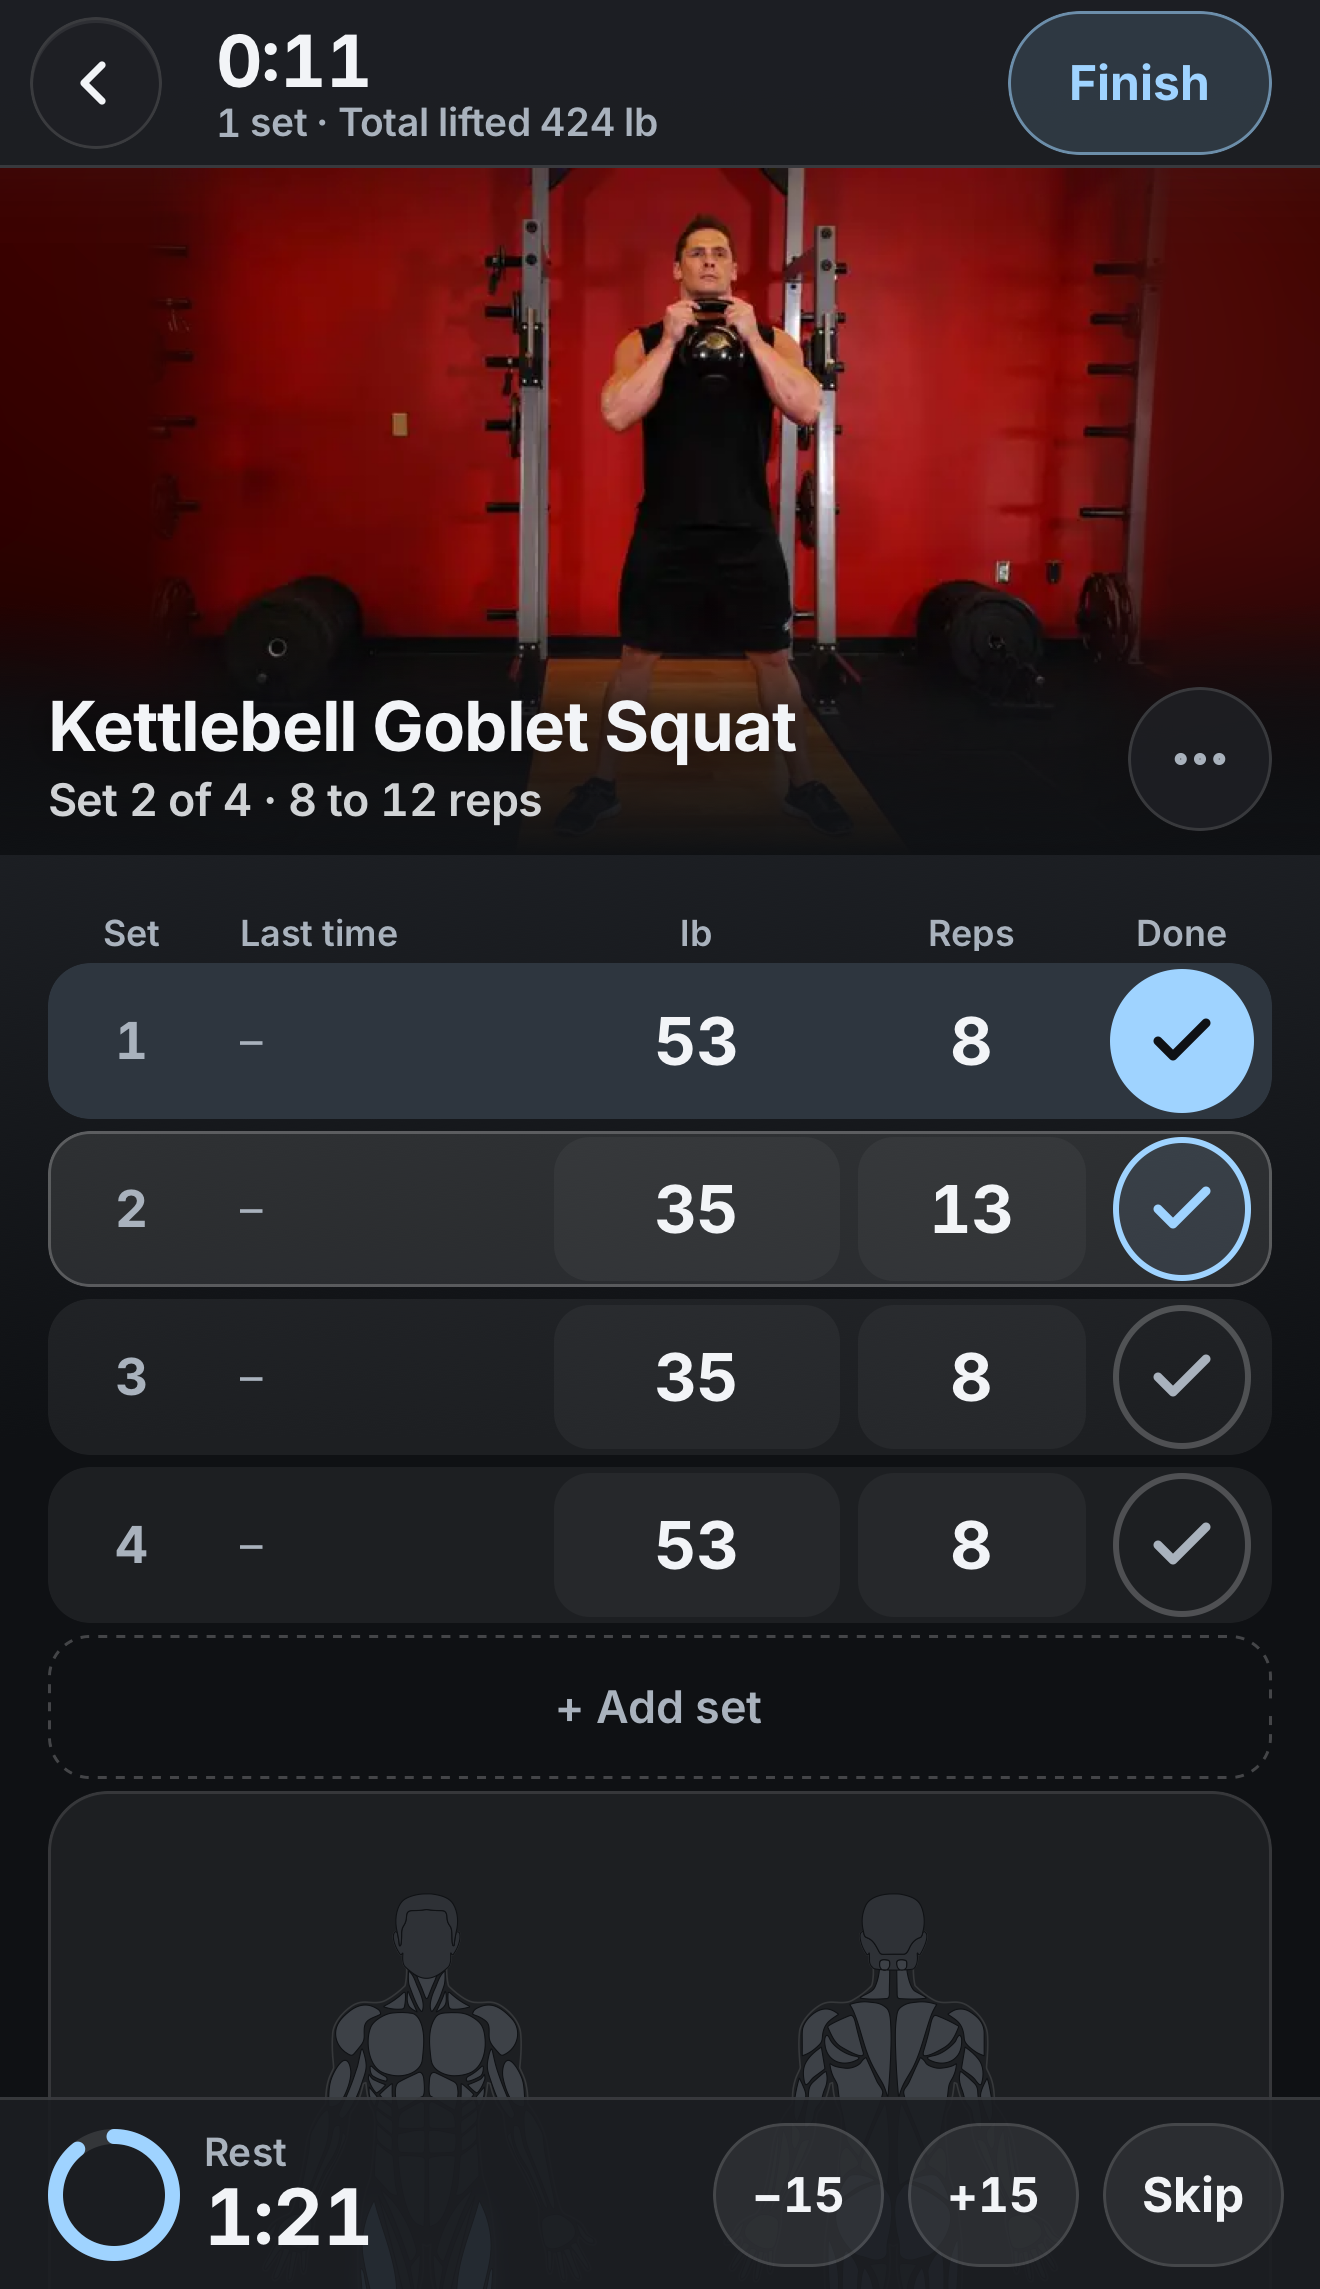 0:11
Finish
1 set · Total lifted 424 lb
Kettlebell Goblet Squat
Set 2 of 4 · 8 to 12 reps
Set Last time lb Reps Done
1 – 53 8
2 – 35 13
3 – 35 8
4 – 53 8
+ Add set
Rest
1:21
−15 +15 Skip